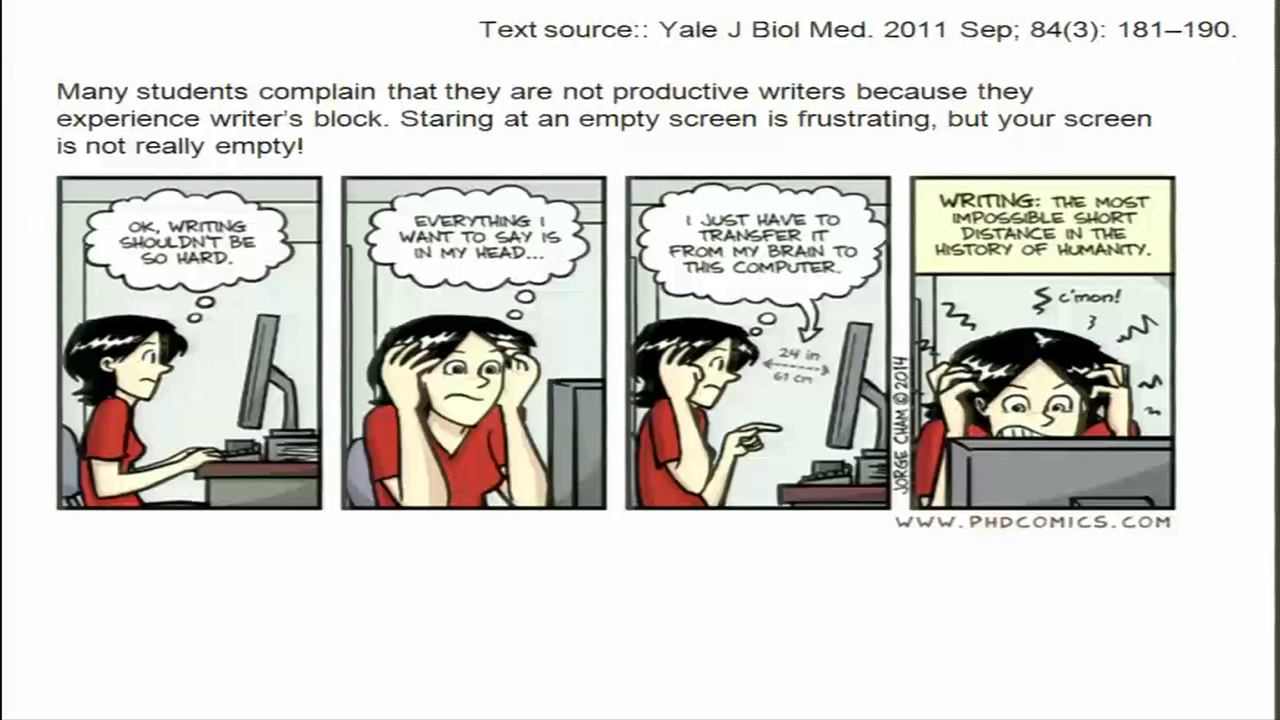 Text source:: Yale J Biol Med. 2011 Sep; 84(3): 181–190.
Many students complain that they are not productive writers because they
experience writer's block. Staring at an empty screen is frustrating, but your screen
is not really empty!
OK, WRITING
SHOULDN'T BE
SO HARD.
EVERYTHING I
WANT TO SAY IS
IN MY HEAD...
I JUST HAVE TO
TRANSFER IT
FROM MY BRAIN TO
THIS COMPUTER.
24 in
61 cm
JORGE CHAM © 2014
WRITING: THE MOST
IMPOSSIBLE SHORT
DISTANCE IN THE
HISTORY OF HUMANITY.
c'mon!
WWW.PHDCOMICS.COM